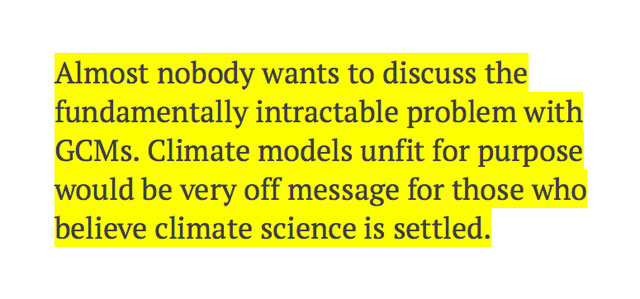 Almost nobody wants to discuss the
fundamentally intractable problem with
GCMs. Climate models unfit for purpose
would be very off message for those who
believe climate science is settled.